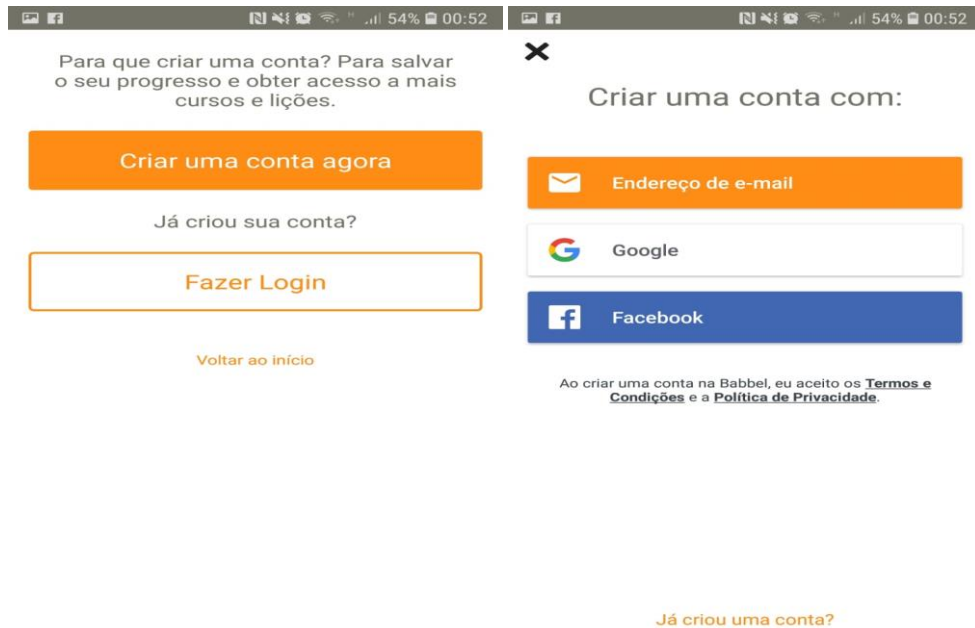 54% 00:52
Para que criar uma conta? Para salvar
o seu progresso e obter acesso a mais
cursos e lições.
Criar uma conta agora
Já criou sua conta?
Fazer Login
Voltar ao início
54% 00:52
Criar uma conta com:
Endereço de e-mail
Google
Facebook
Ao criar uma conta na Babbel, eu aceito os Termos e
Condições e a Política de Privacidade.
Já criou uma conta?